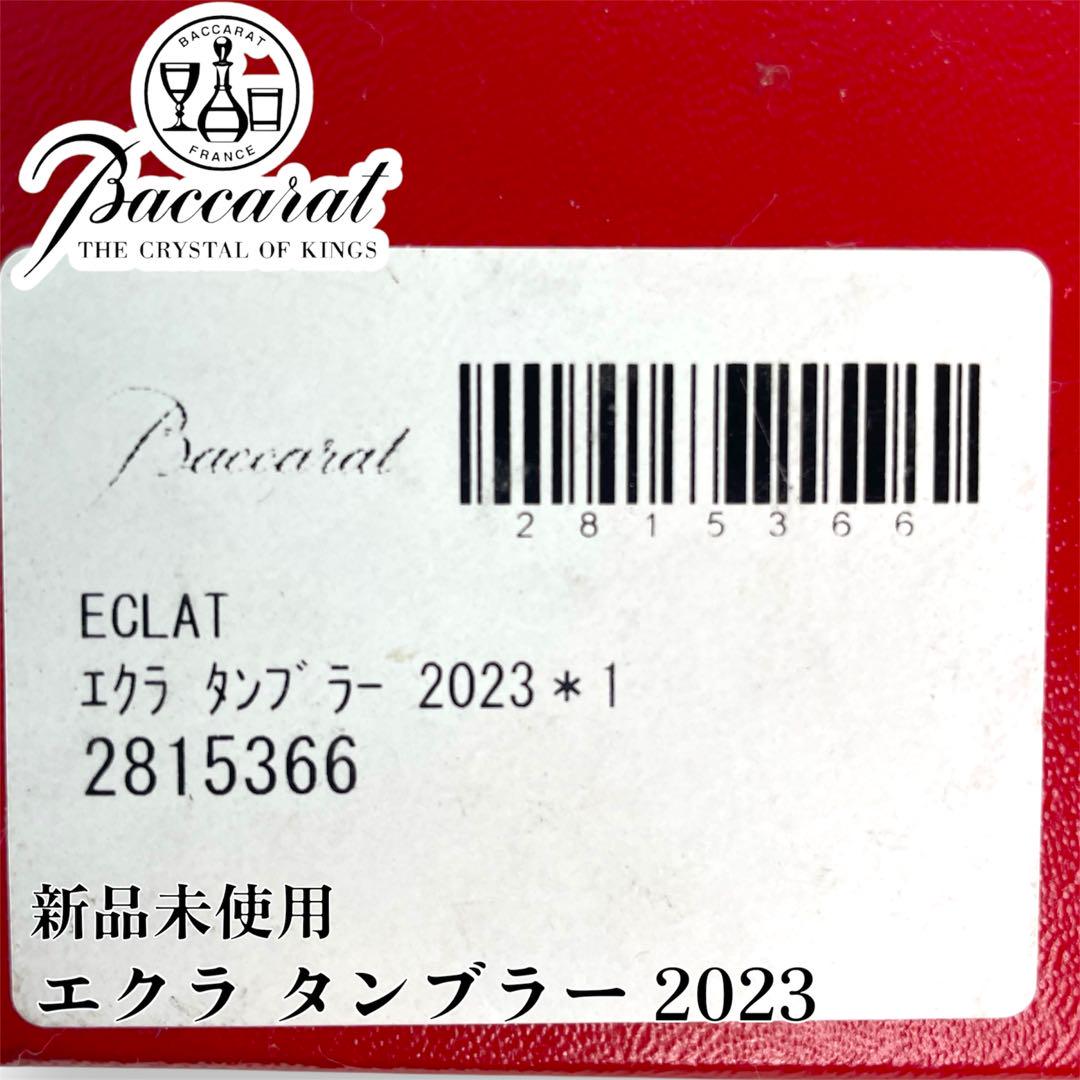 BACCARAT
FRANCE
Baccarat
THE CRYSTAL OF KINGS
Baccarat
2815366
ECLAT
ｴｸﾗ ﾀﾝﾌﾞﾗｰ 2023*1
2815366
新品未使用
エクラ タンブラー 2023